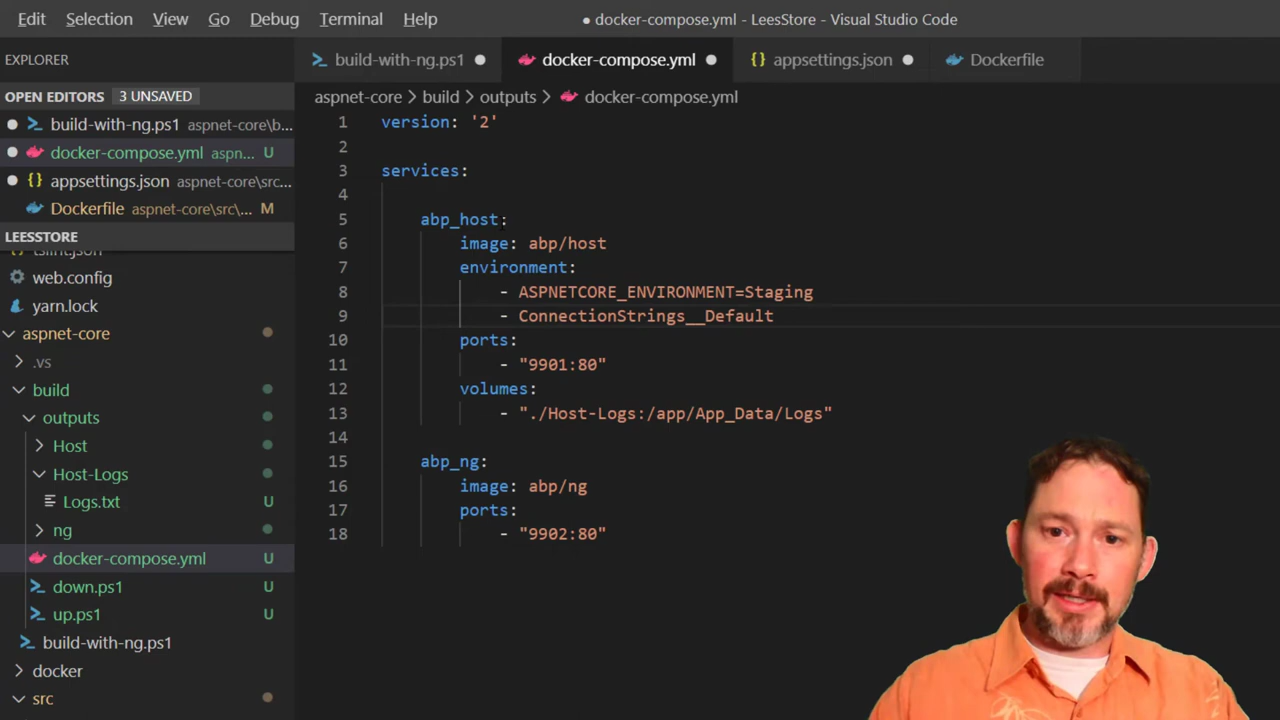 Edit Selection View Go Debug Terminal Help ● docker-compose.yml - LeesStore - Visual Studio Code
EXPLORER
build-with-ng.ps1 docker-compose.yml {} appsettings.json Dockerfile
OPEN EDITORS 3 UNSAVED
aspnet-core > build > outputs > docker-compose.yml
build-with-ng.ps1 aspnet-core\b...
docker-compose.yml aspn... U
{} appsettings.json aspnet-core\src...
Dockerfile aspnet-core\src\... M
LEESSTORE
tslint.json
web.config
yarn.lock
aspnet-core
.vs
build
outputs
Host
Host-Logs
Logs.txt U
ng
docker-compose.yml U
down.ps1 U
up.ps1 U
build-with-ng.ps1
docker
src
1 version: '2'
2
3 services:
4
5 abp_host:
6 image: abp/host
7 environment:
8 - ASPNETCORE_ENVIRONMENT=Staging
9 - ConnectionStrings__Default
10 ports:
11 - "9901:80"
12 volumes:
13 - "./Host-Logs:/app/App_Data/Logs"
14
15 abp_ng:
16 image: abp/ng
17 ports:
18 - "9902:80"